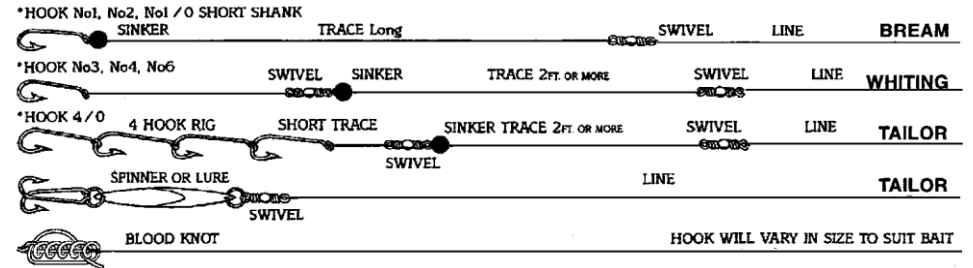 *HOOK No1, No2, No1/0 SHORT SHANK
SINKER TRACE Long SWIVEL LINE BREAM
*HOOK No3, No4, No6
SWIVEL SINKER TRACE 2FT. OR MORE SWIVEL LINE WHITING
*HOOK 4/0
4 HOOK RIG SHORT TRACE SINKER TRACE 2FT. OR MORE SWIVEL LINE TAILOR
SWIVEL
SPINNER OR LURE LINE TAILOR
SWIVEL
BLOOD KNOT HOOK WILL VARY IN SIZE TO SUIT BAIT